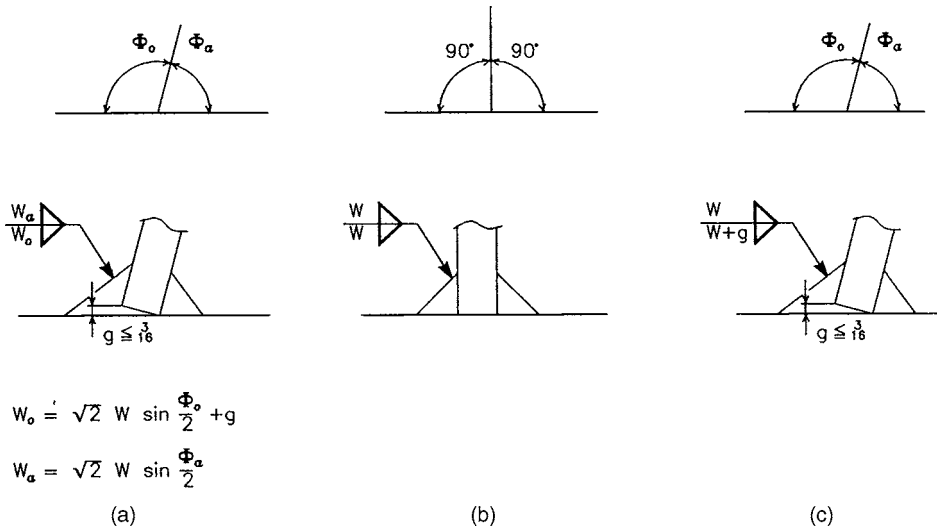 Φₒ Φₐ
90° 90°
Φₒ Φₐ
Wₐ
Wₒ
W
W
W
W+g
g ≦ 3/16
g ≦ 3/16
Wₒ = √2 W sin Φₒ/2 +g
Wₐ = √2 W sin Φₐ/2
(a)
(b)
(c)